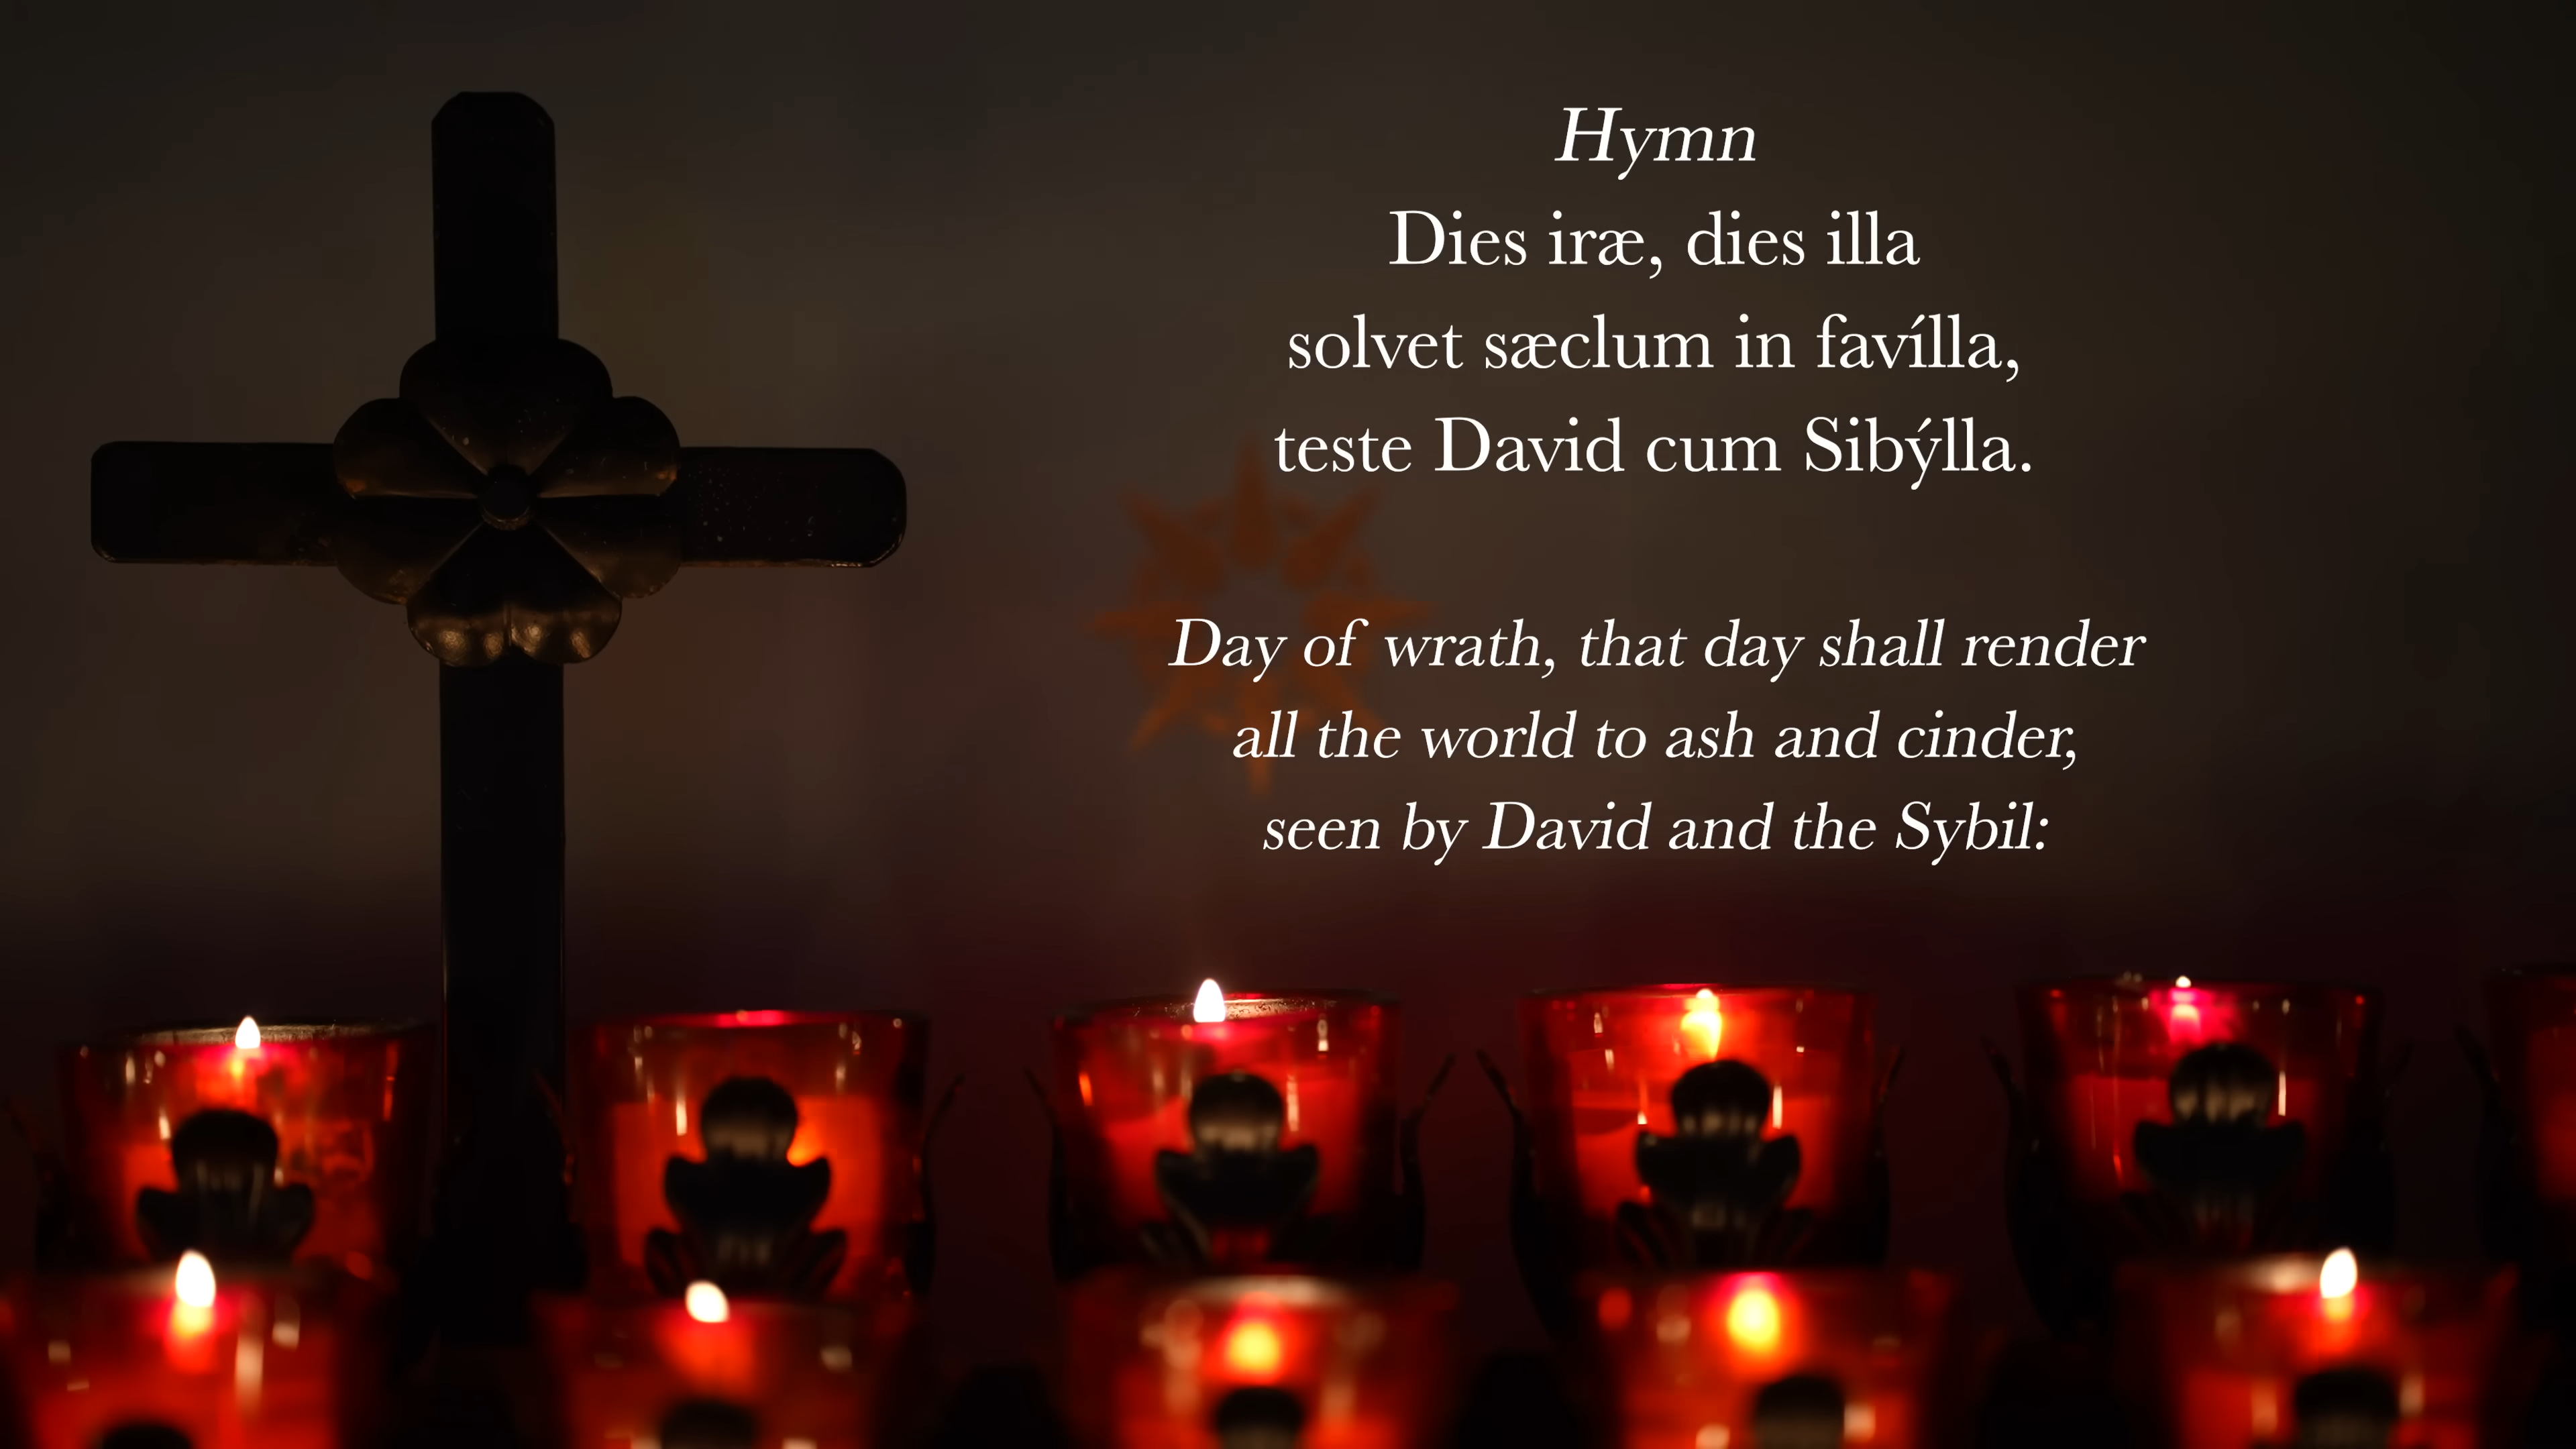 Hymn
Dies iræ, dies illa
solvet sæclum in favílla,
teste David cum Sibýlla.
Day of wrath, that day shall render
all the world to ash and cinder,
seen by David and the Sybil: